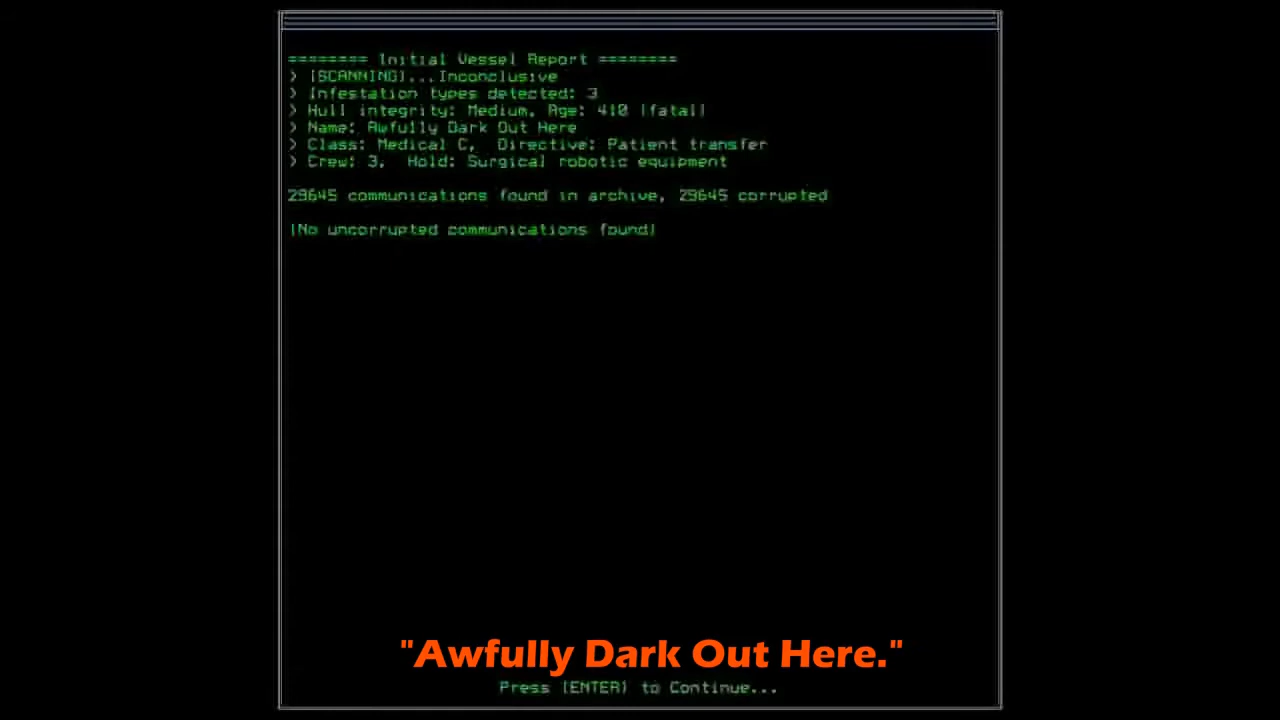 ======== Initial Vessel Report ========
> [SCANNING]...Inconclusive
> Infestation types detected: 3
> Hull integrity: Medium, Age: 410 [fatal]
> Name: Awfully Dark Out Here
> Class: Medical C,  Directive: Patient transfer
> Crew: 3,  Hold: Surgical robotic equipment
29645 communications found in archive, 29645 corrupted
[No uncorrupted communications found]
"Awfully Dark Out Here."
Press [ENTER] to Continue...